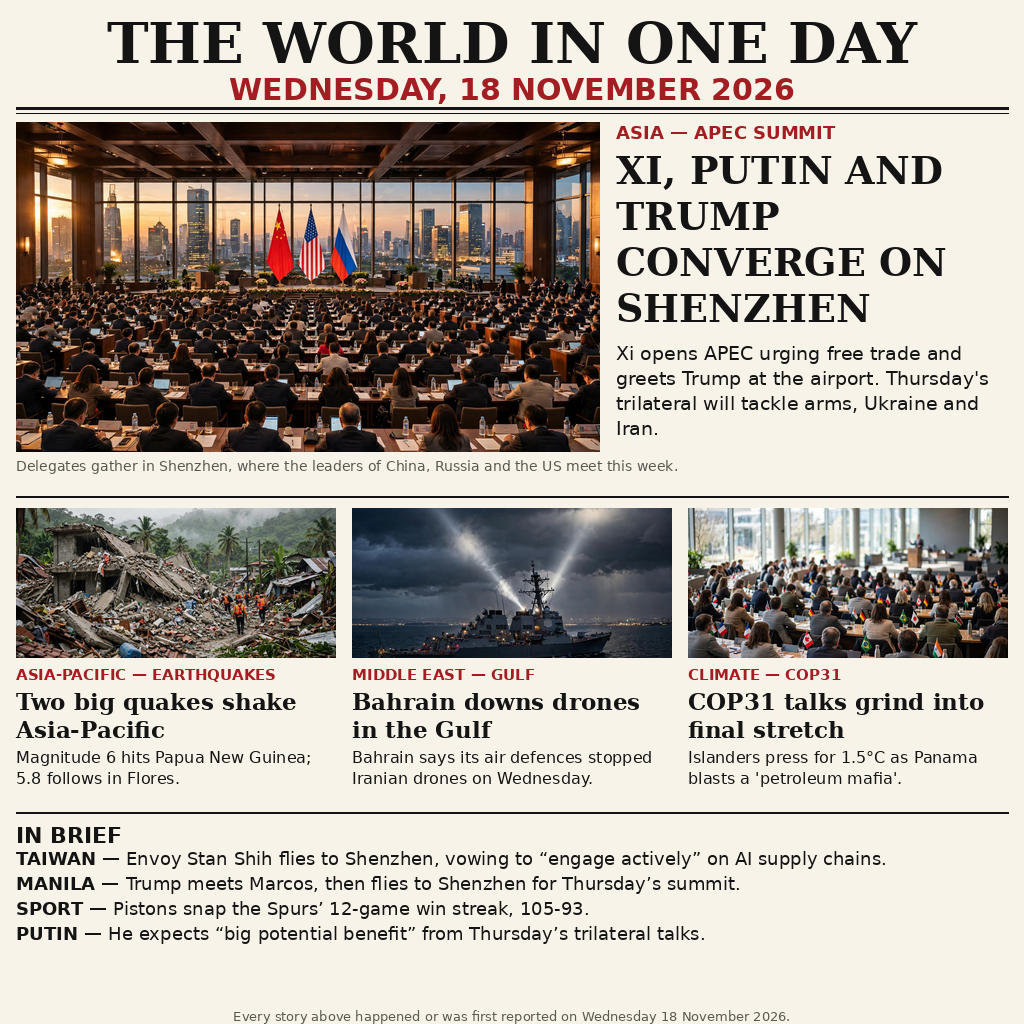 THE WORLD IN ONE DAY
WEDNESDAY, 18 NOVEMBER 2026
ASIA — APEC SUMMIT
XI, PUTIN AND
TRUMP
CONVERGE ON
SHENZHEN
Xi opens APEC urging free trade and
greets Trump at the airport. Thursday's
trilateral will tackle arms, Ukraine and
Iran.
Delegates gather in Shenzhen, where the leaders of China, Russia and the US meet this week.
ASIA-PACIFIC — EARTHQUAKES
Two big quakes shake
Asia-Pacific
Magnitude 6 hits Papua New Guinea;
5.8 follows in Flores.
MIDDLE EAST — GULF
Bahrain downs drones
in the Gulf
Bahrain says its air defences stopped
Iranian drones on Wednesday.
CLIMATE — COP31
COP31 talks grind into
final stretch
Islanders press for 1.5°C as Panama
blasts a 'petroleum mafia'.
IN BRIEF
TAIWAN — Envoy Stan Shih flies to Shenzhen, vowing to “engage actively” on AI supply chains.
MANILA — Trump meets Marcos, then flies to Shenzhen for Thursday’s summit.
SPORT — Pistons snap the Spurs’ 12-game win streak, 105-93.
PUTIN — He expects “big potential benefit” from Thursday’s trilateral talks.
Every story above happened or was first reported on Wednesday 18 November 2026.